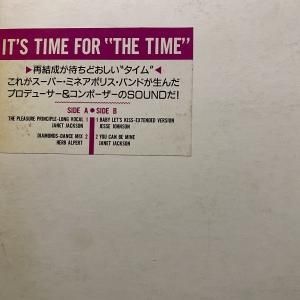 IT'S TIME FOR "THE TIME"
▶再結成が待ちどおしい"タイム"◀
これがスーパー・ミネアポリス・バンドが生んだ
プロデューサー&コンポーザーのSOUNDだ!
SIDE A ● SIDE B
THE PLEASURE PRINCIPLE-LONG VOCAL 1 1 BABY LET'S KISS-EXTENDED VERSION
JANET JACKSON JESSE JOHNSON
DIAMONDS-DANCE MIX 2 2 YOU CAN BE MINE
HERB ALPERT JANET JACKSON